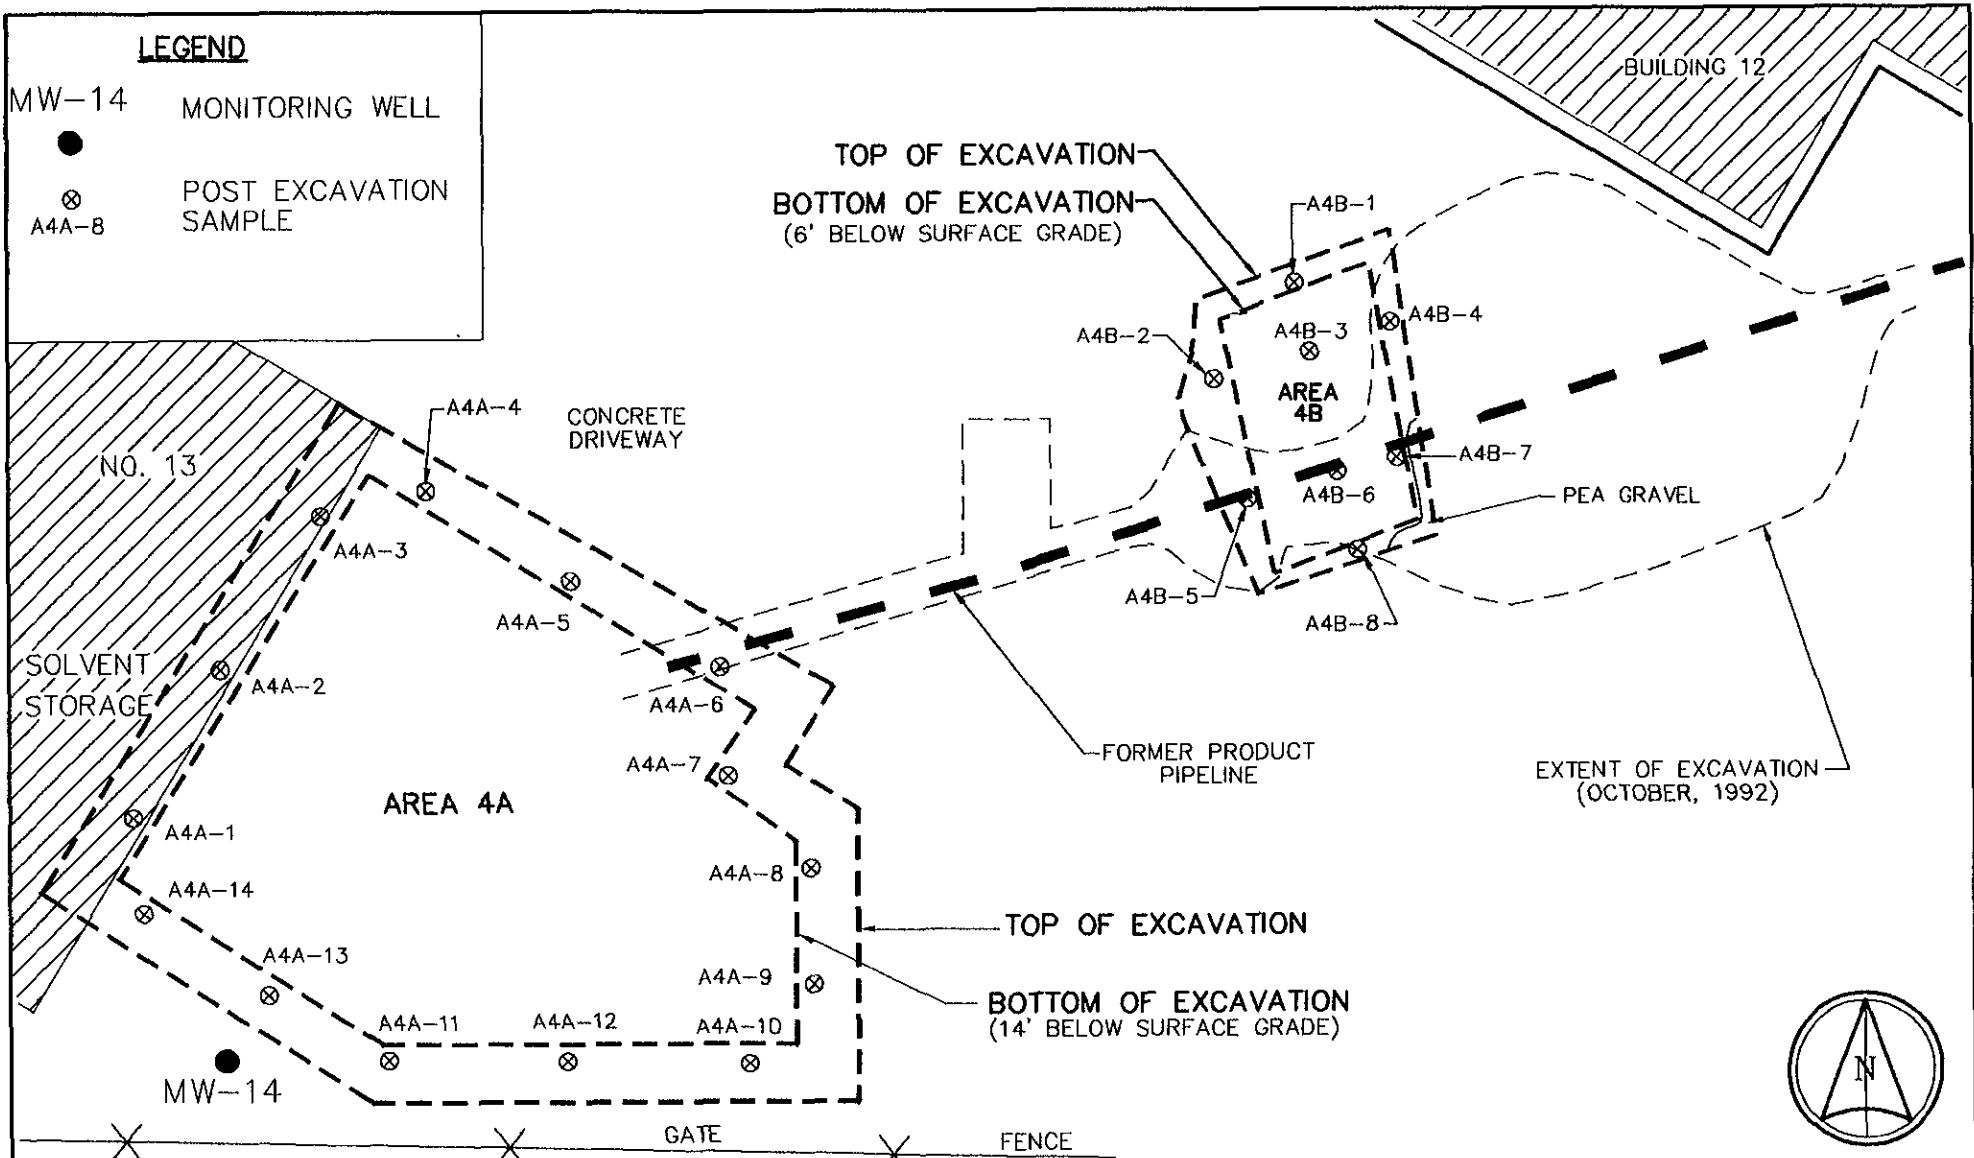 LEGEND
MW-14
MONITORING WELL
POST EXCAVATION
SAMPLE
A4A-8
BUILDING 12
TOP OF EXCAVATION
BOTTOM OF EXCAVATION
(6' BELOW SURFACE GRADE)
A4B-1
A4B-2
A4B-3
A4B-4
AREA
4B
A4A-4
CONCRETE
DRIVEWAY
NO. 13
A4B-7
A4B-6
PEA GRAVEL
A4A-3
A4B-5
A4A-5
A4B-8
SOLVENT
STORAGE
A4A-2
A4A-6
FORMER PRODUCT
PIPELINE
A4A-7
EXTENT OF EXCAVATION
(OCTOBER, 1992)
AREA 4A
A4A-1
A4A-8
A4A-14
TOP OF EXCAVATION
A4A-13
A4A-9
BOTTOM OF EXCAVATION
(14' BELOW SURFACE GRADE)
A4A-11
A4A-12
A4A-10
MW-14
N
GATE
FENCE